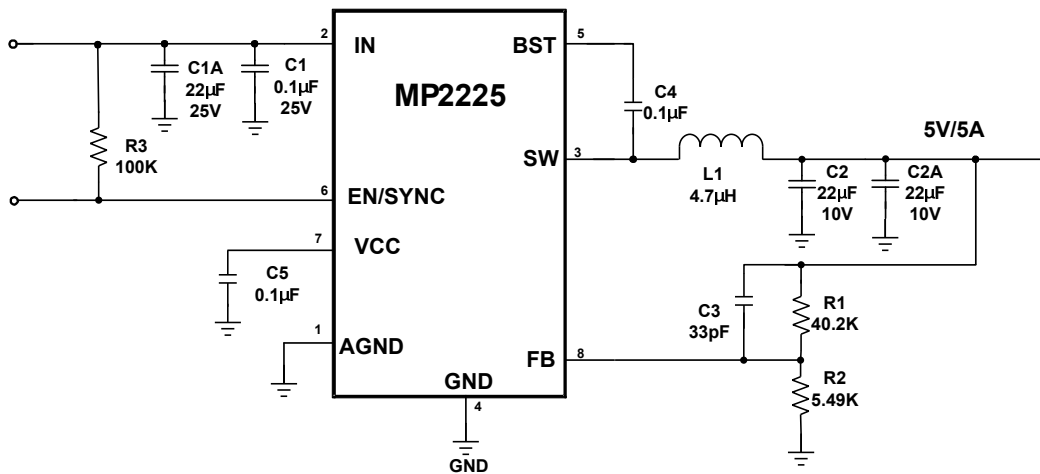 2
IN
BST
5
MP2225
C1A
22µF
25V
C1
0.1µF
25V
C4
0.1µF
5V/5A
R3
100K
SW
3
L1
4.7µH
C2
22µF
10V
C2A
22µF
10V
6
EN/SYNC
7
VCC
C5
0.1µF
C3
33pF
R1
40.2K
1
AGND
FB
8
GND
4
GND
R2
5.49K